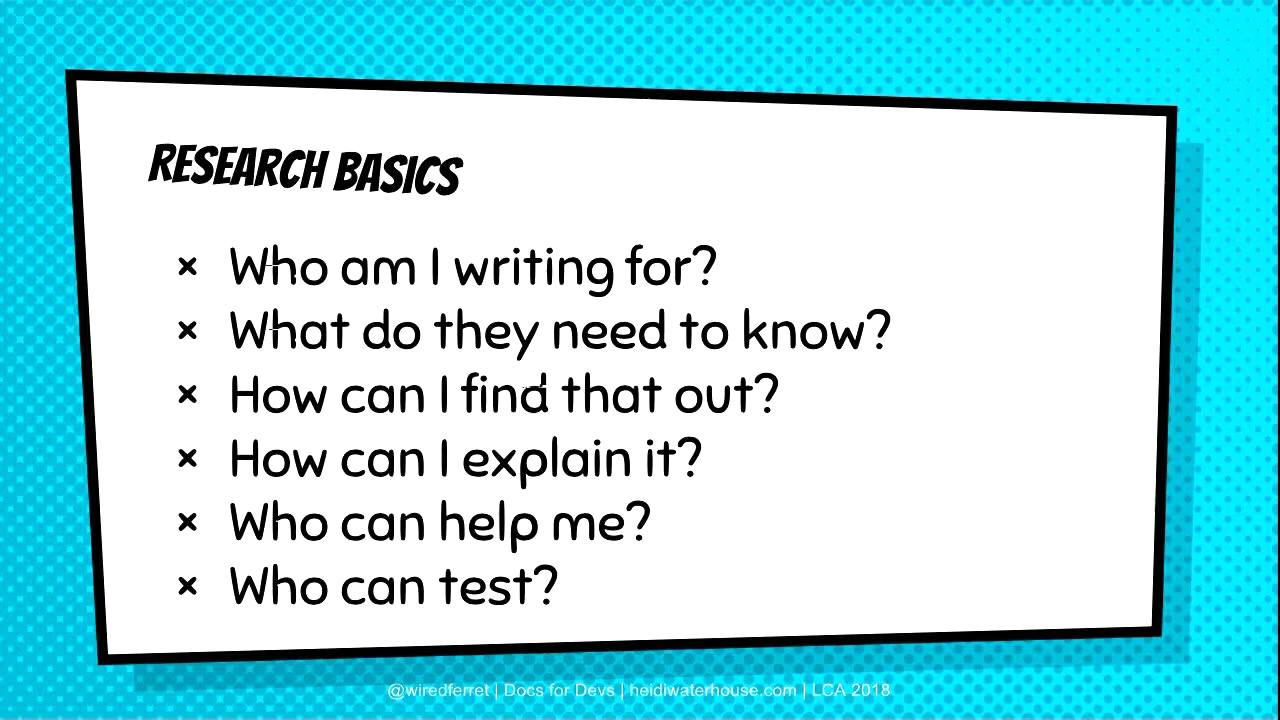 RESEARCH BASICS
× Who am I writing for?
× What do they need to know?
× How can I find that out?
× How can I explain it?
× Who can help me?
× Who can test?
@wiredferret | Docs for Devs | heidiwaterhouse.com | LCA 2018